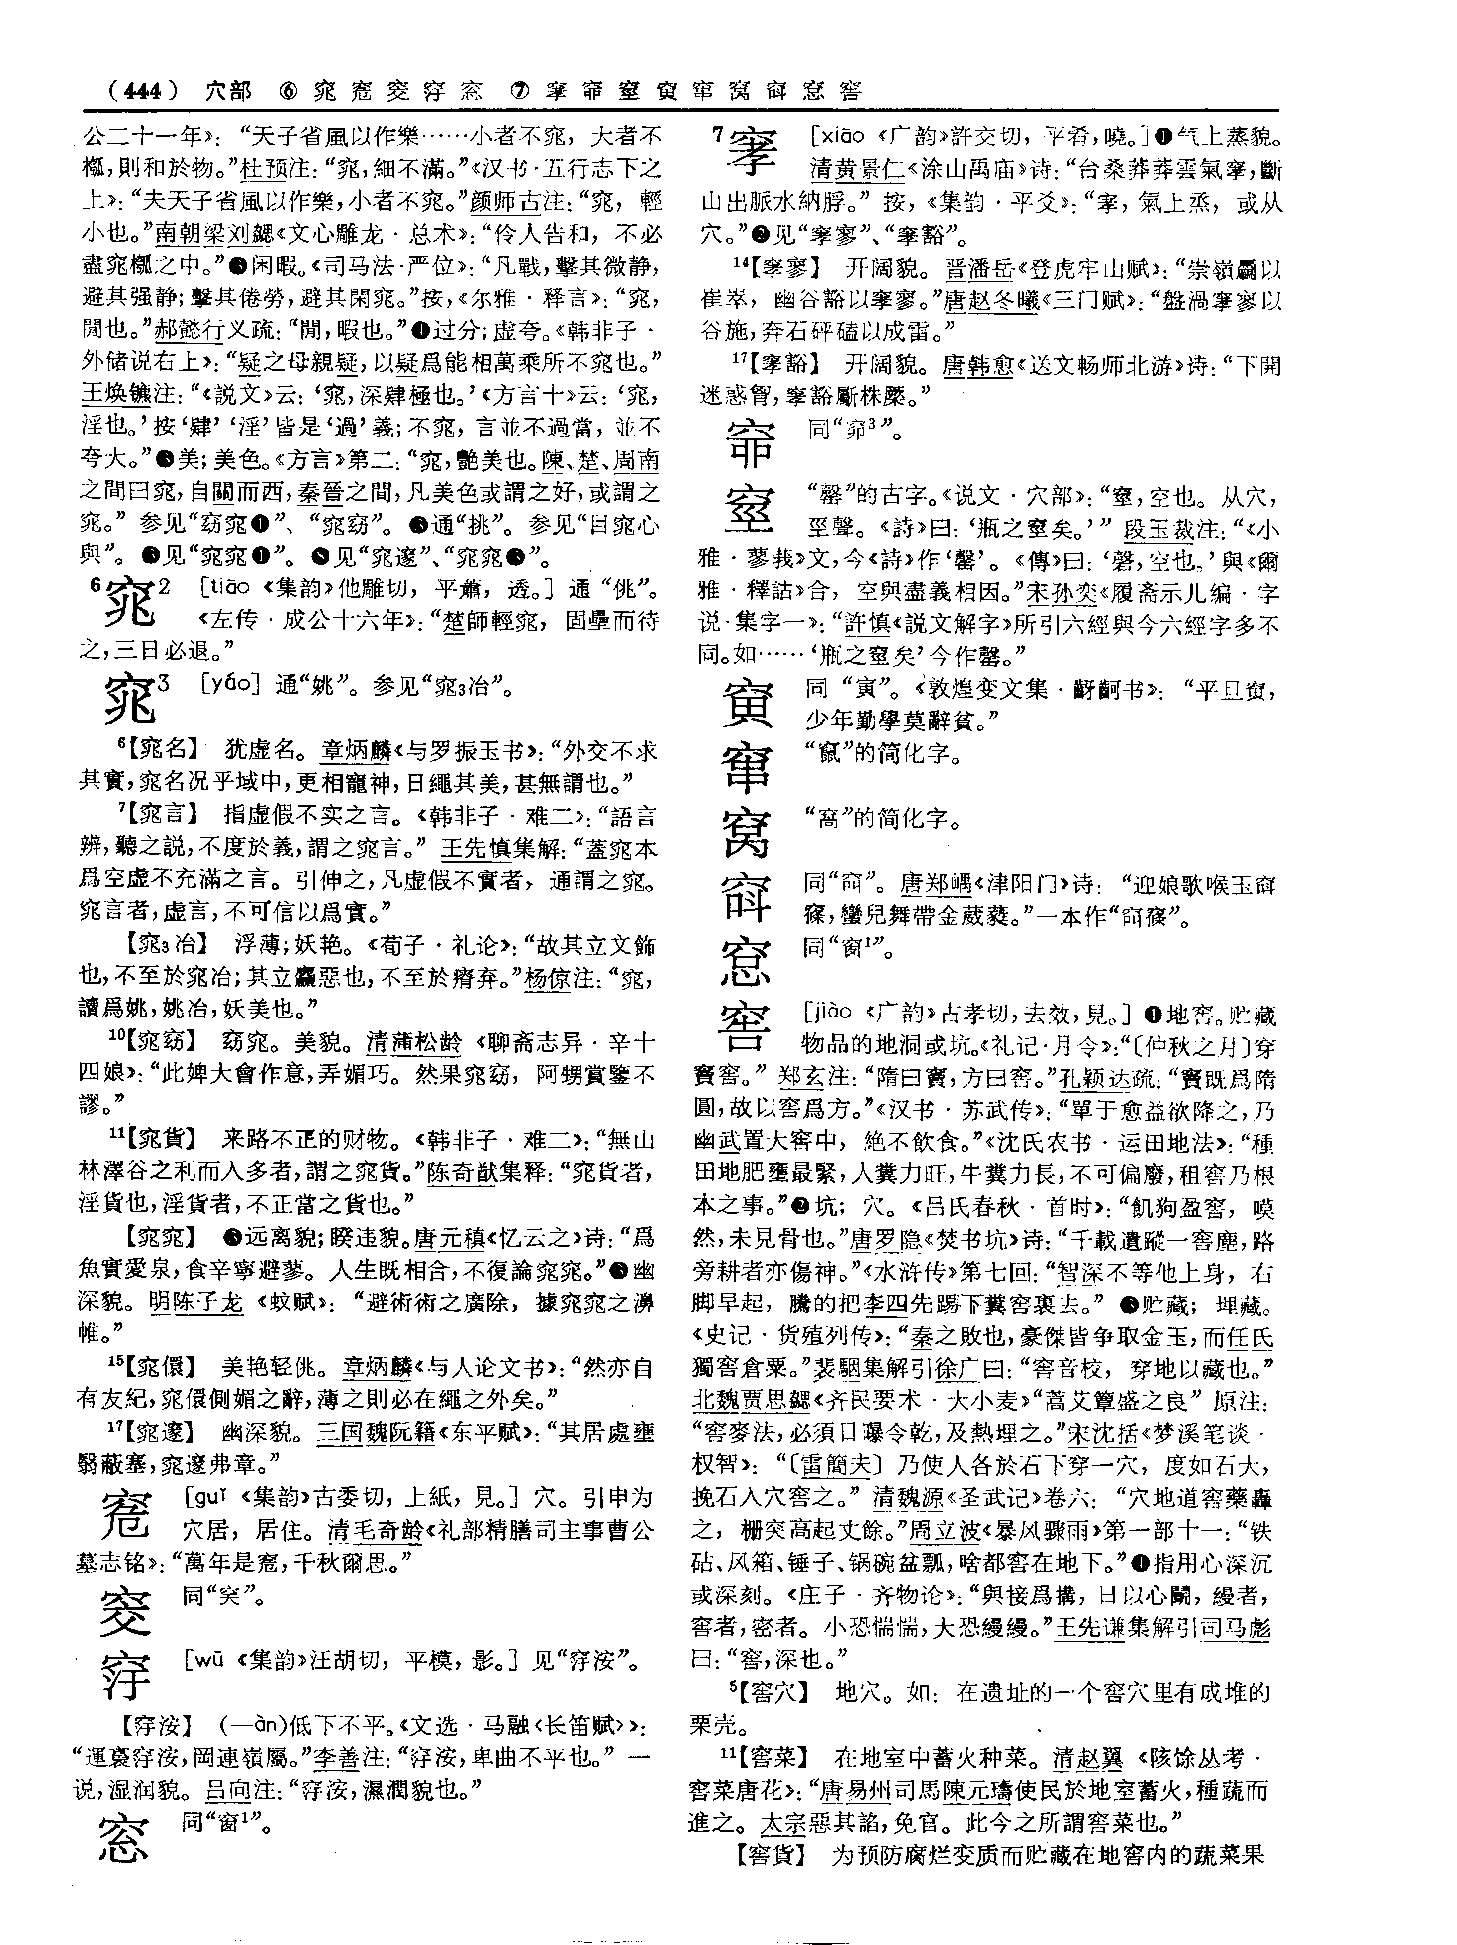 (444) 穴部 ⑥ 窕 窓 窔 窏 窓 ⑦ 窙 窌 窐 寅 窜 窝 窛 窓 窖
公二十一年》：“天子省風以作樂……小者不窕，大者不
槬，則和於物。”杜预注：“窕，細不滿。”《汉书·五行志下之
上》：“夫天子省風以作樂，小者不窕。”颜师古注：“窕，輕
小也。”南朝梁刘勰《文心雕龙·总术》：“伶人告和，不必
盡窕槬之中。”❸闲暇。《司马法·严位》：“凡戰，擊其微静，
避其强静；擊其倦勞，避其閑窕。”按，《尔雅·释言》：“窕，
閒也。”郝懿行义疏：“閒，暇也。”❹过分；虚夸。《韩非子·
外储说右上》：“疑之母親疑，以疑爲能相萬乘所不窕也。”
王焕镳注：“《説文》云：‘窕，深肆極也。’《方言十》云：‘窕，
淫也。’按‘肆’‘淫’皆是‘過’義；不窕，言並不過當，並不
夸大。”❺美；美色。《方言》第二：“窕，艷美也。陳、楚、周南
之間曰窕，自關而西，秦晉之間，凡美色或謂之好，或謂之
窕。”参见“窈窕❶”、“窕窈”。❻通“挑”。参见“目窕心
與”。❼见“窕窕❶”。❽见“窕邃”、“窕窕❷”。
6窕2 [tiāo《集韵》他雕切，平蕭，透。]通“佻”。
《左传·成公十六年》：“楚師輕窕，固壘而待
之，三日必退。”
窕3 [yáo]通“姚”。参见“窕3冶”。
6【窕名】 犹虚名。章炳麟《与罗振玉书》：“外交不求
其實，窕名况乎域中，更相寵神，日繩其美，甚無謂也。”
7【窕言】 指虚假不实之言。《韩非子·难二》：“語言
辨，聽之説，不度於義，謂之窕言。”王先慎集解：“蓋窕本
爲空虚不充滿之言。引伸之，凡虚假不實者，通謂之窕。
窕言者，虚言，不可信以爲實。”
【窕3冶】 浮薄；妖艳。《荀子·礼论》：“故其立文飾
也，不至於窕冶；其立麤惡也，不至於瘠弃。”杨倞注：“窕，
讀爲姚，姚冶，妖美也。”
10【窕窈】 窈窕。美貌。清蒲松龄《聊斋志异·辛十
四娘》：“此婢大會作意，弄媚巧。然果窕窈，阿甥賞鑒不
謬。”
11【窕貨】 来路不正的财物。《韩非子·难二》：“無山
林澤谷之利而入多者，謂之窕貨。”陈奇猷集释：“窕貨者，
淫貨也，淫貨者，不正當之貨也。”
【窕窕】 ❶远离貌；睽违貌。唐元稹《忆云之》诗：“爲
魚實愛泉，食辛寧避蓼。人生既相合，不復論窕窕。”❷幽
深貌。明陈子龙《蚊赋》：“避術術之廣除，據窕窕之溽
帷。”
15【窕儇】 美艳轻佻。章炳麟《与人论文书》：“然亦自
有友紀，窕儇側媚之辭，薄之則必在繩之外矣。”
17【窕邃】 幽深貌。三国魏阮籍《东平赋》：“其居處壅
翳蔽塞，窕邃弗章。”
[guǐ《集韵》古委切，上紙，見。]穴。引申为
穴居，居住。清毛奇龄《礼部精膳司主事曹公
墓志铭》：“萬年是，千秋爾思。”
窔 同“突”。
窏 [wū《集韵》汪胡切，平模，影。]见“窏洝”。
【窏洝】 (—àn)低下不平。《文选·马融〈长笛赋〉》：
“運裛窏洝，岡連嶺屬。”李善注：“窏洝，卑曲不平也。”一
说，湿润貌。吕向注：“窏洝，濕潤貌也。”
窓 同“窗1”。
7窙 [xiāo《广韵》許交切，平肴，曉。]❶气上蒸貌。
清黄景仁《涂山禹庙》诗：“台桑莽莽雲氣窙，斷
山出脈水納脬。”按，《集韵·平爻》：“窙，氣上烝，或从
穴。”❷见“窙寥”、“窙豁”。
14【窙寥】 开阔貌。晋潘岳《登虎牢山赋》：“崇嶺䨥以
崔崒，幽谷豁以窙寥。”唐赵冬曦《三门赋》：“盤渦窙寥以
谷施，奔石砰磕以成雷。”
17【窙豁】 开阔貌。唐韩愈《送文畅师北游》诗：“下開
迷惑胷，窙豁劚株橜。”
同“窌3”。
窐 “罄”的古字。《说文·穴部》：“窒，空也。从穴，
巠聲。《詩》曰：‘瓶之窒矣。’”段玉裁注：“《小
雅·蓼莪》文，今《詩》作‘罄’。《傳》曰：‘罄，空也。’與《爾
雅·釋詁》合，空與盡義相因。”宋孙奕《履斋示儿编·字
说·集字一》：“許慎《説文解字》所引六經與今六經字多不
同。如……‘瓶之窒矣’今作罄。”
同“寅”。《敦煌变文集·齖䶗书》：“平旦寅，
少年勤學莫辭貧。”
窜 “竄”的简化字。
窝 “窩”的简化字。
同“窛”。唐郑嵎《津阳门》诗：“迎娘歌喉玉窈
窱，蠻兒舞帶金葳蕤。”一本作“窈窱”。
同“窗1”。
窖 [jiào《广韵》古孝切，去效，見。]❶地窖。贮藏
物品的地洞或坑。《礼记·月令》：“〔仲秋之月〕穿
竇窖。”郑玄注：“隋曰竇，方曰窖。”孔颖达疏：“竇既爲隋
圓，故以窖爲方。”《汉书·苏武传》：“單于愈益欲降之，乃
幽武置大窖中，絶不飲食。”《沈氏农书·运田地法》：“種
田地肥壅最緊，人糞力旺，牛糞力長，不可偏廢，租窖乃根
本之事。”❷坑；穴。《吕氏春秋·首时》：“飢狗盈窖，嗼
然，未見骨也。”唐罗隐《焚书坑》诗：“千載遺蹤一窖塵，路
旁耕者亦傷神。”《水浒传》第七回：“智深不等他上身，右
脚早起，騰的把李四先踢下糞窖裏去。”❸贮藏；埋藏。
《史记·货殖列传》：“秦之敗也，豪傑皆争取金玉，而任氏
獨窖倉粟。”裴駰集解引徐广曰：“窖音校，穿地以藏也。”
北魏贾思勰《齐民要术·大小麦》“蒿艾簟盛之良”原注：
“窖麥法，必須日曝令乾，及熱埋之。”宋沈括《梦溪笔谈·
权智》：“〔雷簡夫〕乃使人各於石下穿一穴，度如石大，
挽石入穴窖之。”清魏源《圣武记》卷六：“穴地道窖藥轟
之，柵突高起丈餘。”周立波《暴风骤雨》第一部十一：“铁
砧、风箱、锤子、锅碗盆瓢，啥都窖在地下。”❹指用心深沉
或深刻。《庄子·齐物论》：“與接爲搆，日以心鬭，縵者，
窖者，密者。小恐惴惴，大恐縵縵。”王先谦集解引司马彪
曰：“窖，深也。”
5【窖穴】 地穴。如：在遗址的一个窖穴里有成堆的
栗壳。
11【窖菜】 在地室中蓄火种菜。清赵翼《陔馀丛考·
窖菜唐花》：“唐易州司馬陳元璹使民於地室蓄火，種蔬而
進之。太宗惡其諂，免官。此今之所謂窖菜也。”
【窖貨】 为预防腐烂变质而贮藏在地窖内的蔬菜果